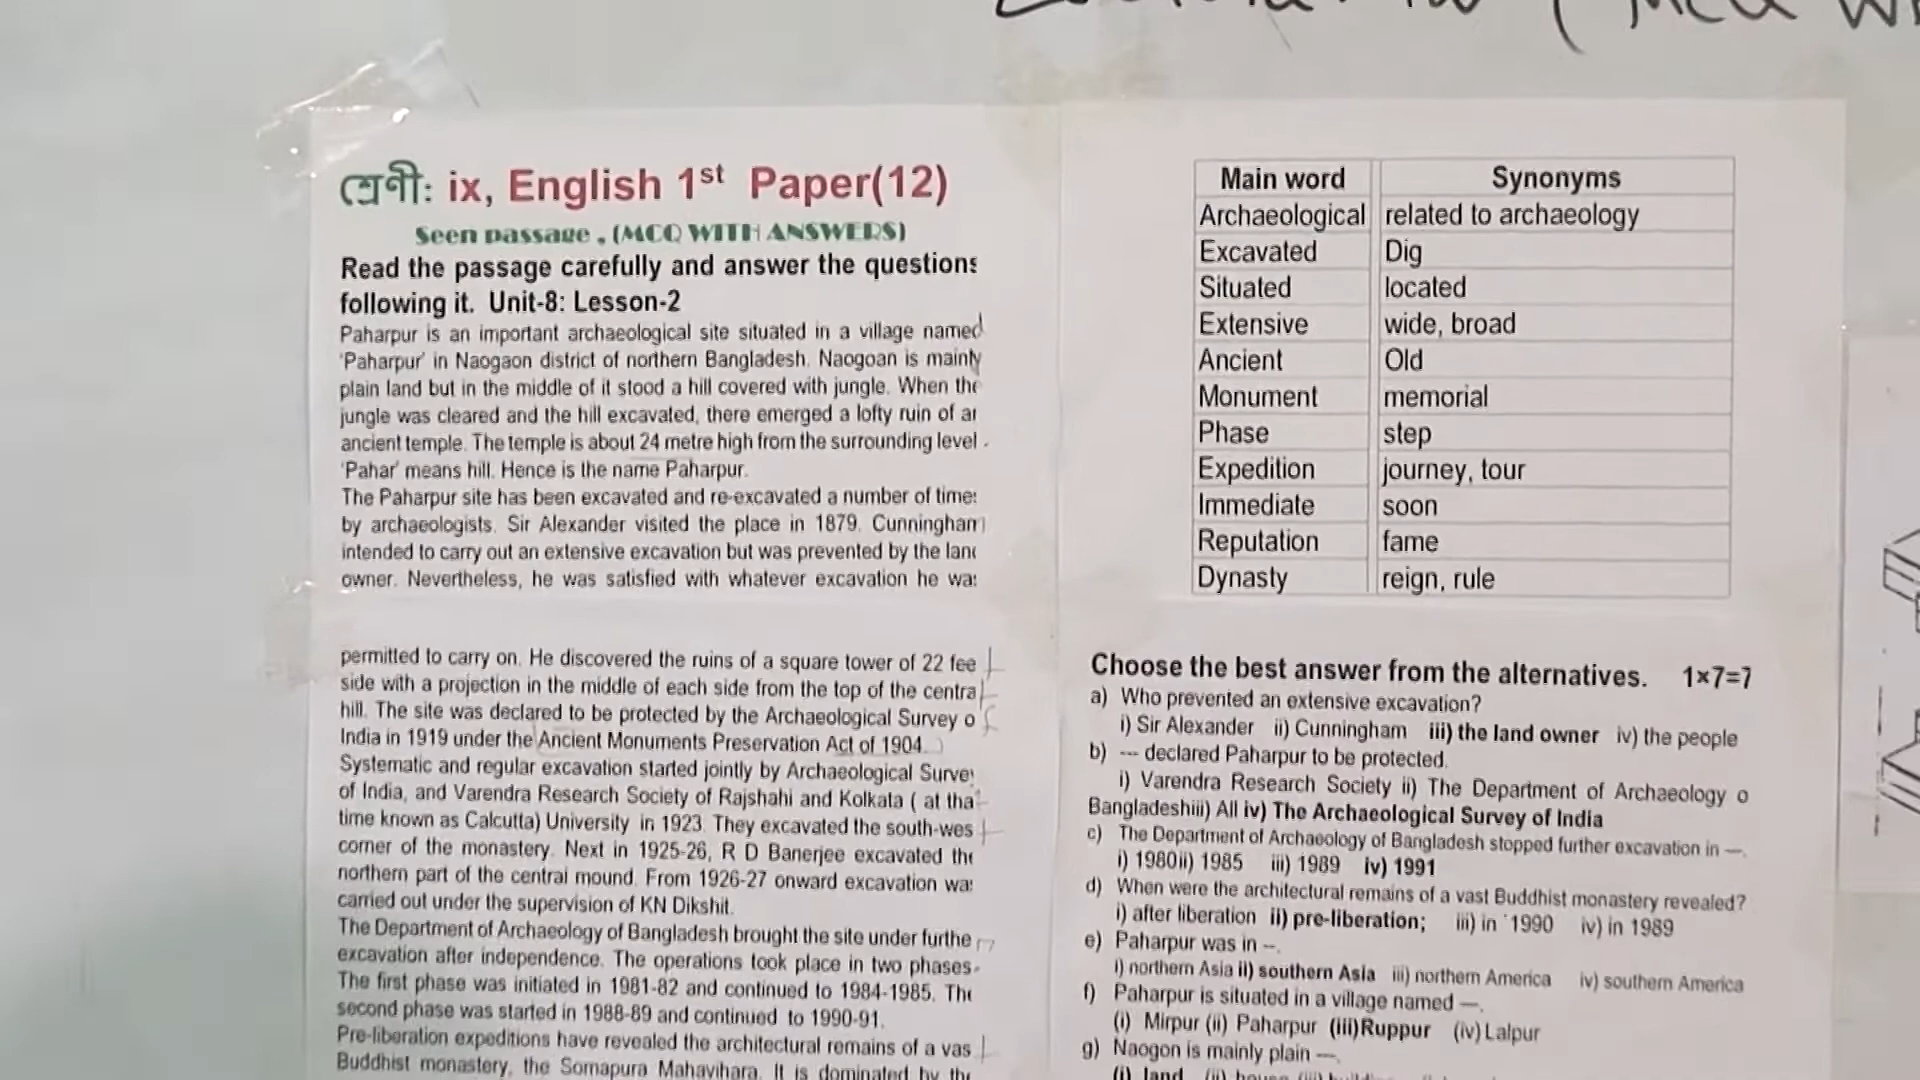 (MCQ
শ্রেণী: ix, English 1st Paper(12)
Seen passage , (MCQ WITH ANSWERS)
Read the passage carefully and answer the questions
following it. Unit-8: Lesson-2
Paharpur is an important archaeological site situated in a village named
'Paharpur' in Naogaon district of northern Bangladesh. Naogoan is mainly
plain land but in the middle of it stood a hill covered with jungle. When the
jungle was cleared and the hill excavated, there emerged a lofty ruin of an
ancient temple. The temple is about 24 metre high from the surrounding level
'Pahar' means hill. Hence is the name Paharpur.
The Paharpur site has been excavated and re-excavated a number of times
by archaeologists. Sir Alexander visited the place in 1879. Cunningham
intended to carry out an extensive excavation but was prevented by the land
owner. Nevertheless, he was satisfied with whatever excavation he was
permitted to carry on. He discovered the ruins of a square tower of 22 fee
side with a projection in the middle of each side from the top of the centra
hill. The site was declared to be protected by the Archaeological Survey o
India in 1919 under the Ancient Monuments Preservation Act of 1904.
Systematic and regular excavation started jointly by Archaeological Survey
of India, and Varendra Research Society of Rajshahi and Kolkata ( at tha
time known as Calcutta) University in 1923. They excavated the south-wes
corner of the monastery. Next in 1925-26, R D Banerjee excavated the
northern part of the central mound. From 1926-27 onward excavation was
carried out under the supervision of KN Dikshit.
The Department of Archaeology of Bangladesh brought the site under furthe
excavation after independence. The operations took place in two phases.
The first phase was initiated in 1981-82 and continued to 1984-1985. The
second phase was started in 1988-89 and continued to 1990-91.
Pre-liberation expeditions have revealed the architectural remains of a vas
Buddhist monastery, the Somapura Mahavihara. It is dominated by the
Main word Synonyms
Archaeological related to archaeology
Excavated Dig
Situated located
Extensive wide, broad
Ancient Old
Monument memorial
Phase step
Expedition journey, tour
Immediate soon
Reputation fame
Dynasty reign, rule
Choose the best answer from the alternatives. 1×7=7
a) Who prevented an extensive excavation?
i) Sir Alexander ii) Cunningham iii) the land owner iv) the people
b) --- declared Paharpur to be protected.
i) Varendra Research Society ii) The Department of Archaeology o
Bangladeshiii) All iv) The Archaeological Survey of India
c) The Department of Archaeology of Bangladesh stopped further excavation in —.
i) 1980ii) 1985 iii) 1989 iv) 1991
d) When were the architectural remains of a vast Buddhist monastery revealed?
i) after liberation ii) pre-liberation; iii) in 1990 iv) in 1989
e) Paharpur was in –.
i) northern Asia ii) southern Asia iii) northern America iv) southern America
f) Paharpur is situated in a village named —.
(i) Mirpur (ii) Paharpur (iii)Ruppur (iv) Lalpur
g) Naogon is mainly plain —.
(i) land (ii) house (iii)